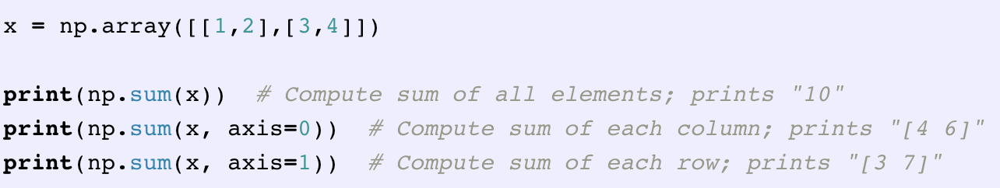 x = np.array([[1,2],[3,4]])
print(np.sum(x))  # Compute sum of all elements; prints "10"
print(np.sum(x, axis=0))  # Compute sum of each column; prints "[4 6]"
print(np.sum(x, axis=1))  # Compute sum of each row; prints "[3 7]"